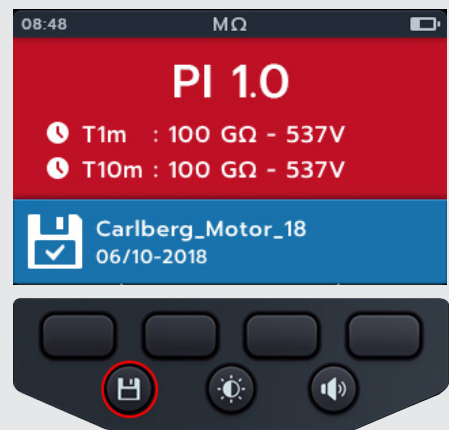 08:48 MΩ
PI 1.0
T1m : 100 GΩ - 537V
T10m : 100 GΩ - 537V
Carlberg_Motor_18
06/10-2018